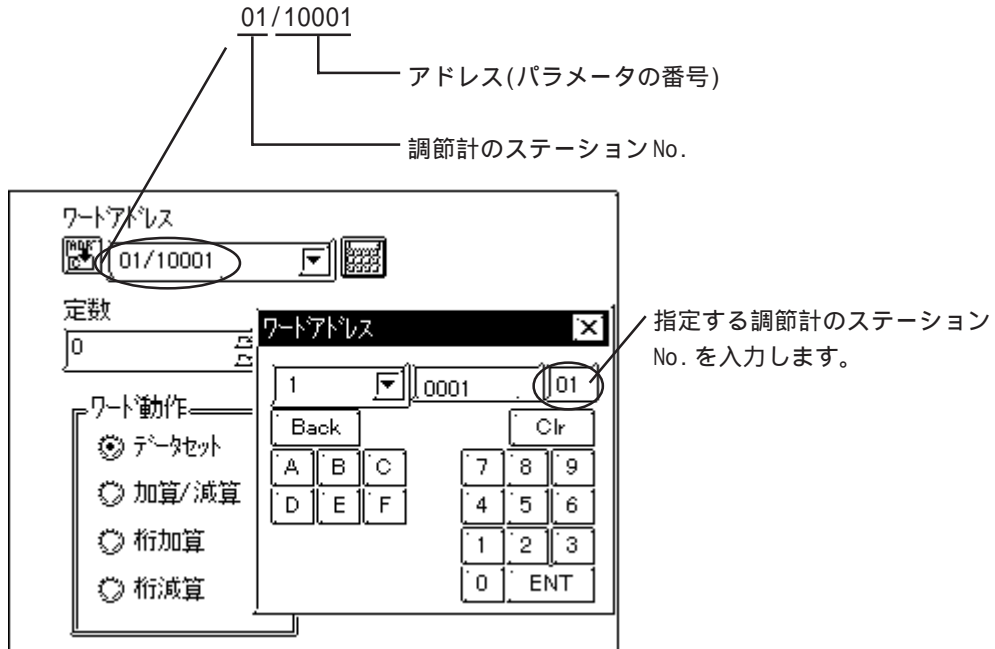 01/10001
アドレス(パラメータの番号)
調節計のステーションNo.
ワードアドレス
01/10001
定数
0
ワードアドレス
1
0001
01
指定する調節計のステーション
No.を入力します。
Back
Clr
A B C 7 8 9
D E F 4 5 6
1 2 3
0 ENT
ワード動作
データセット
加算/減算
桁加算
桁減算